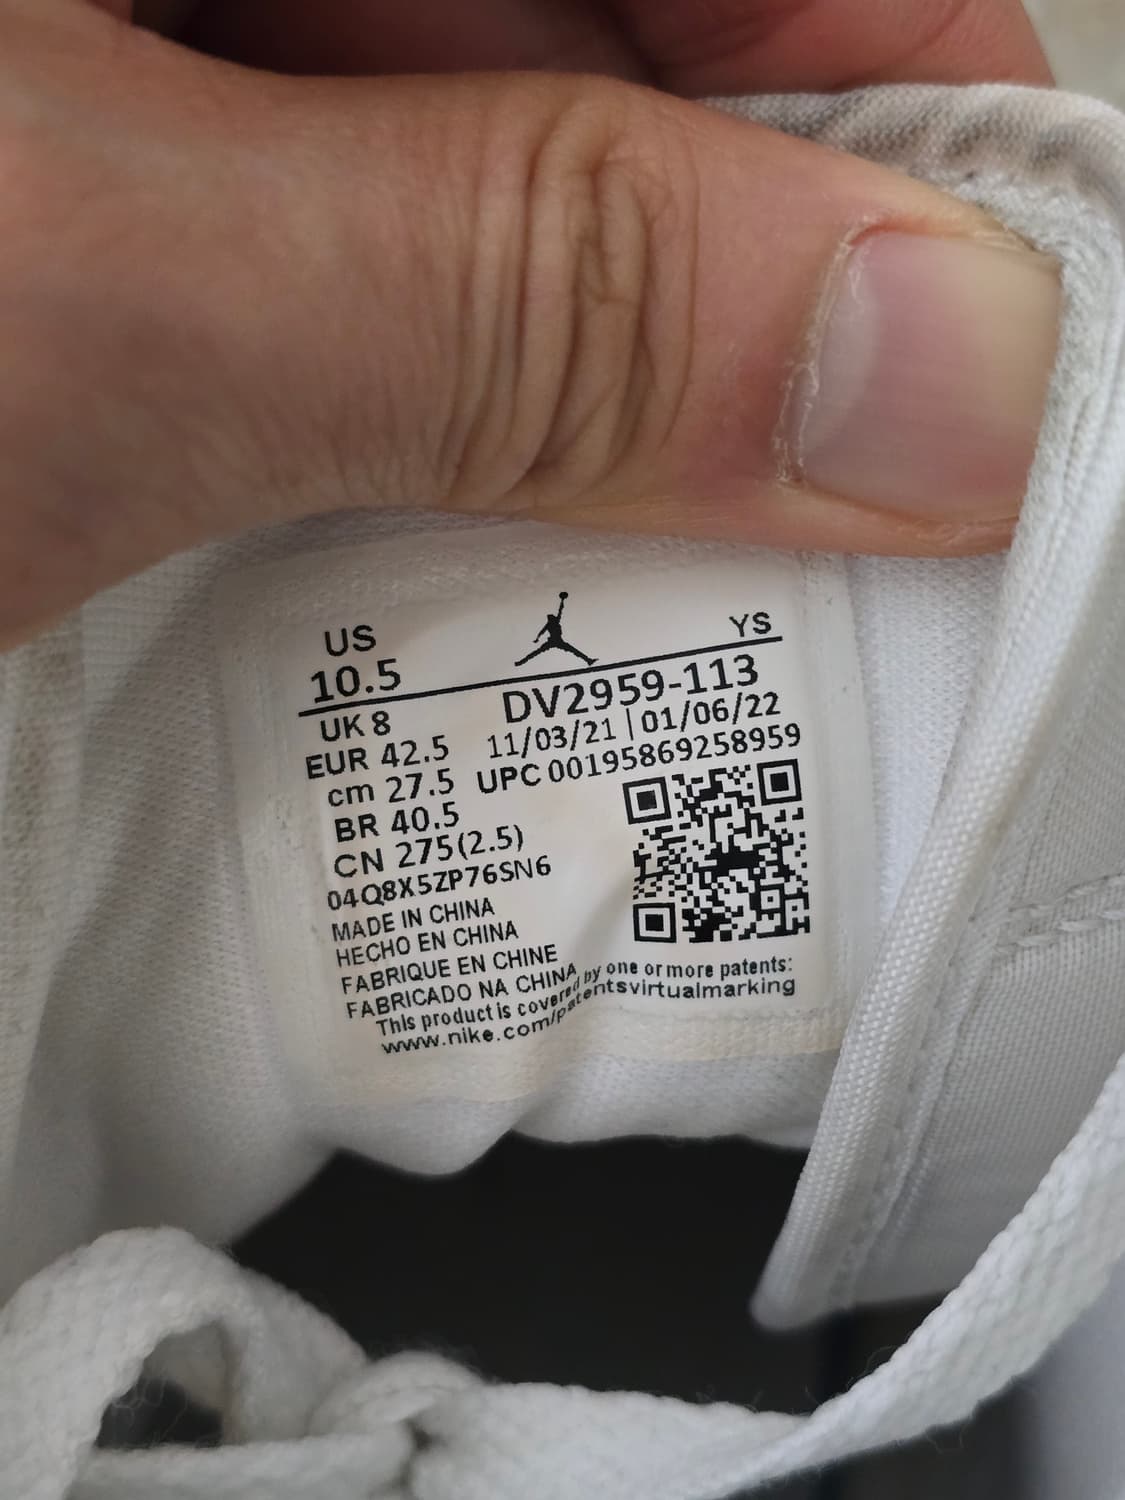 US
10.5
YS
UK 8
DV2959-113
EUR 42.5
11/03/21 | 01/06/22
cm 27.5
UPC 00195869258959
BR 40.5
CN 275(2.5)
04Q8X5ZP76SN6
MADE IN CHINA
HECHO EN CHINA
FABRIQUE EN CHINE
FABRICADO NA CHINA
This product is covered by one or more patents:
www.nike.com/patentsvirtualmarking